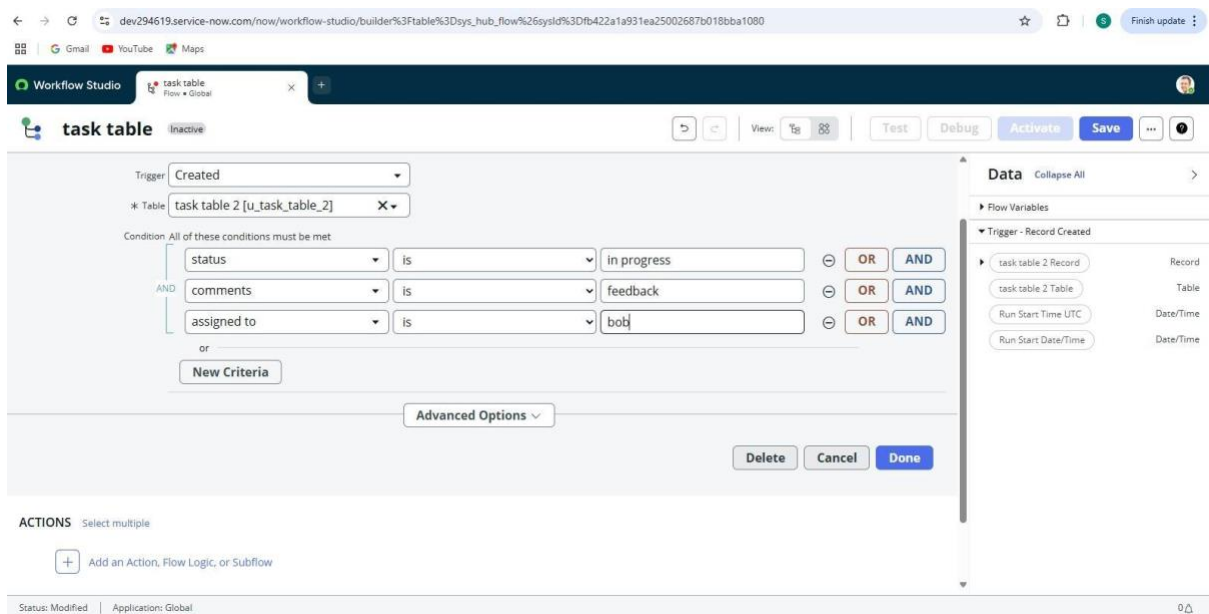 dev294619.service-now.com/now/workflow-studio/builder%3Ftable%3Dsys_hub_flow%26sysId%3Dfb422a1a931ea25002687b018bba1080
S
Finish update
Gmail YouTube Maps
Workflow Studio
task table
Flow • Global
task table Inactive
View:
Test Debug Activate Save ... ?
Trigger Created
* Table task table 2 [u_task_table_2]
Condition All of these conditions must be met
status is in progress OR AND
AND
comments is feedback OR AND
assigned to is bob OR AND
or
New Criteria
Advanced Options
Delete Cancel Done
ACTIONS Select multiple
+ Add an Action, Flow Logic, or Subflow
Data Collapse All
Flow Variables
Trigger - Record Created
task table 2 Record Record
task table 2 Table Table
Run Start Time UTC Date/Time
Run Start Date/Time Date/Time
Status: Modified | Application: Global
0